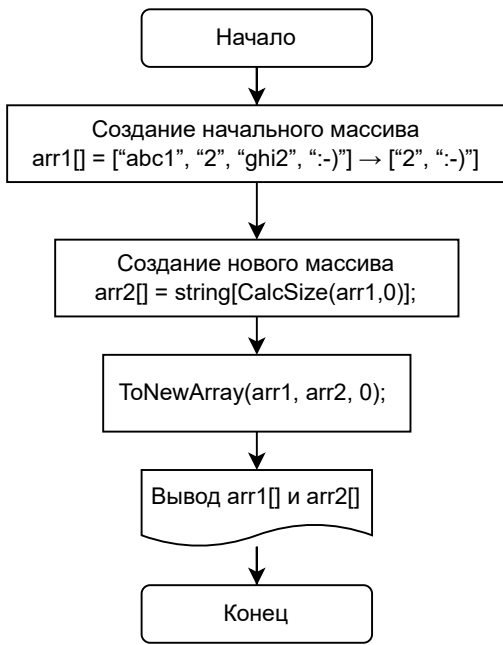 Начало
Создание начального массива
arr1[] = [“abc1”, “2”, “ghi2”, “:-)”] → [“2”, “:-)”]
Создание нового массива
arr2[] = string[CalcSize(arr1,0)];
ToNewArray(arr1, arr2, 0);
Вывод arr1[] и arr2[]
Конец